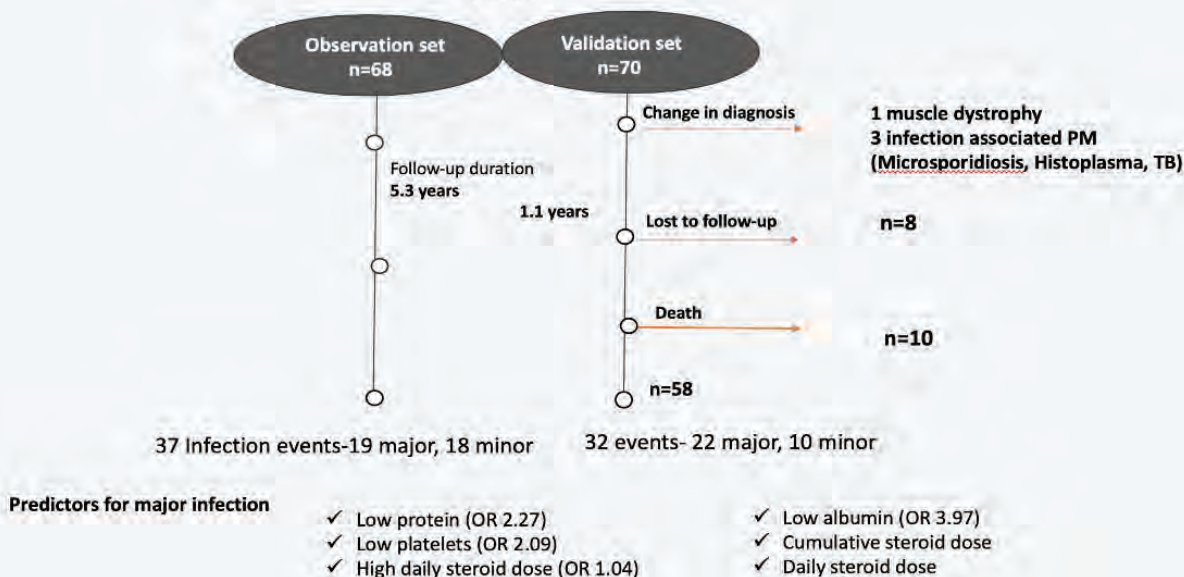 Observation set
n=68
Validation set
n=70
Change in diagnosis
1 muscle dystrophy
3 infection associated PM
(Microsporidiosis, Histoplasma, TB)
Follow-up duration
5.3 years
1.1 years
Lost to follow-up
n=8
Death
n=10
n=58
37 Infection events-19 major, 18 minor
32 events- 22 major, 10 minor
Predictors for major infection
✓ Low protein (OR 2.27)
✓ Low platelets (OR 2.09)
✓ High daily steroid dose (OR 1.04)
✓ Low albumin (OR 3.97)
✓ Cumulative steroid dose
✓ Daily steroid dose